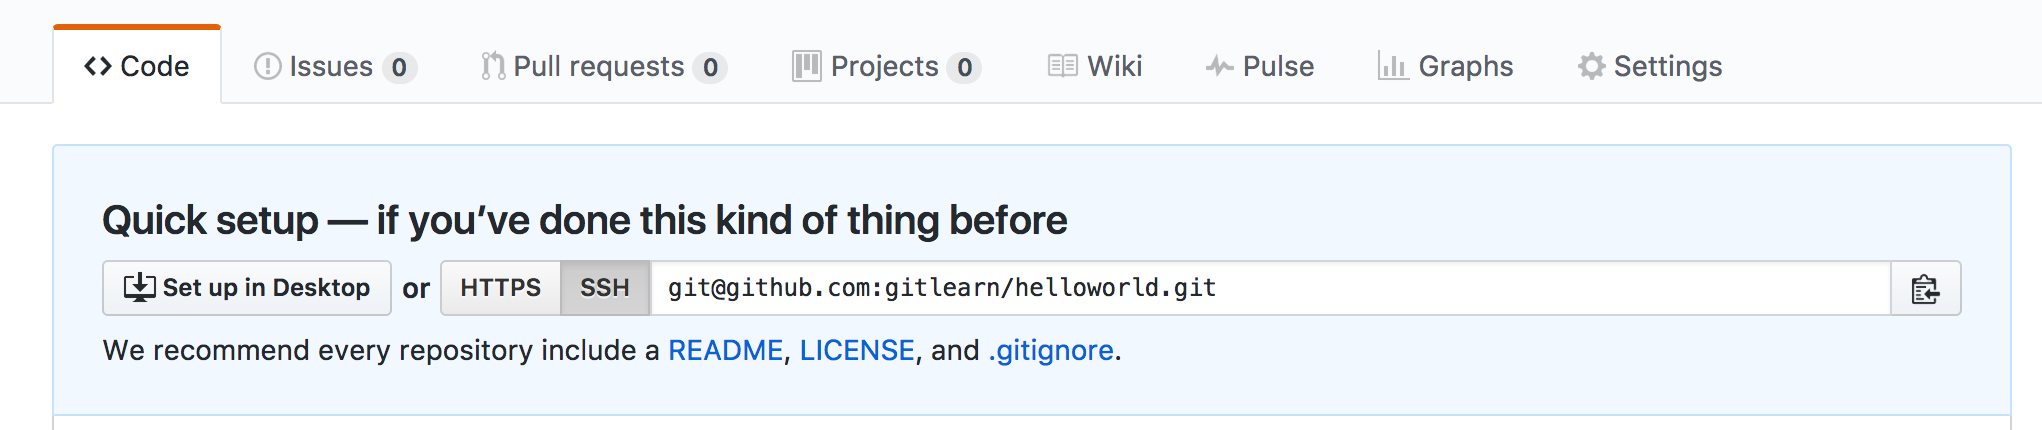 Code Issues 0 Pull requests 0 Projects 0 Wiki Pulse Graphs Settings
Quick setup — if you’ve done this kind of thing before
Set up in Desktop or HTTPS SSH git@github.com:gitlearn/helloworld.git
We recommend every repository include a README, LICENSE, and .gitignore.